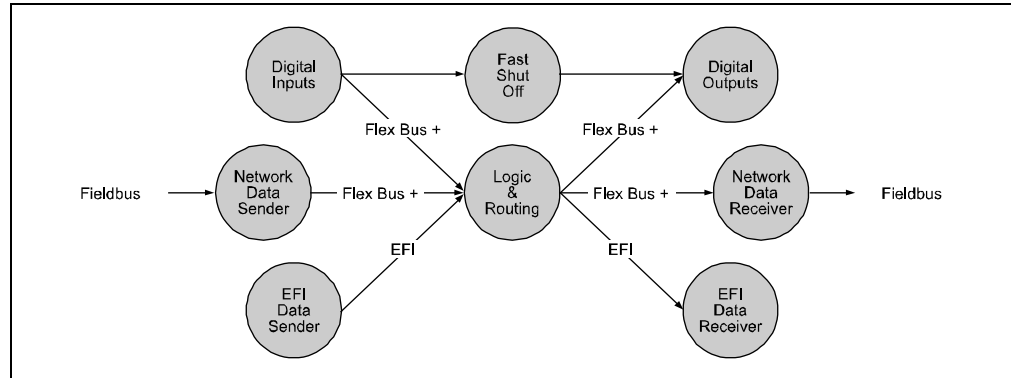 Digital
Inputs
Fast
Shut
Off
Digital
Outputs
Flex Bus +
Flex Bus +
Fieldbus
Network
Data
Sender
Flex Bus +
Logic
&
Routing
Flex Bus +
Network
Data
Receiver
Fieldbus
EFI
EFI
EFI
Data
Sender
EFI
Data
Receiver